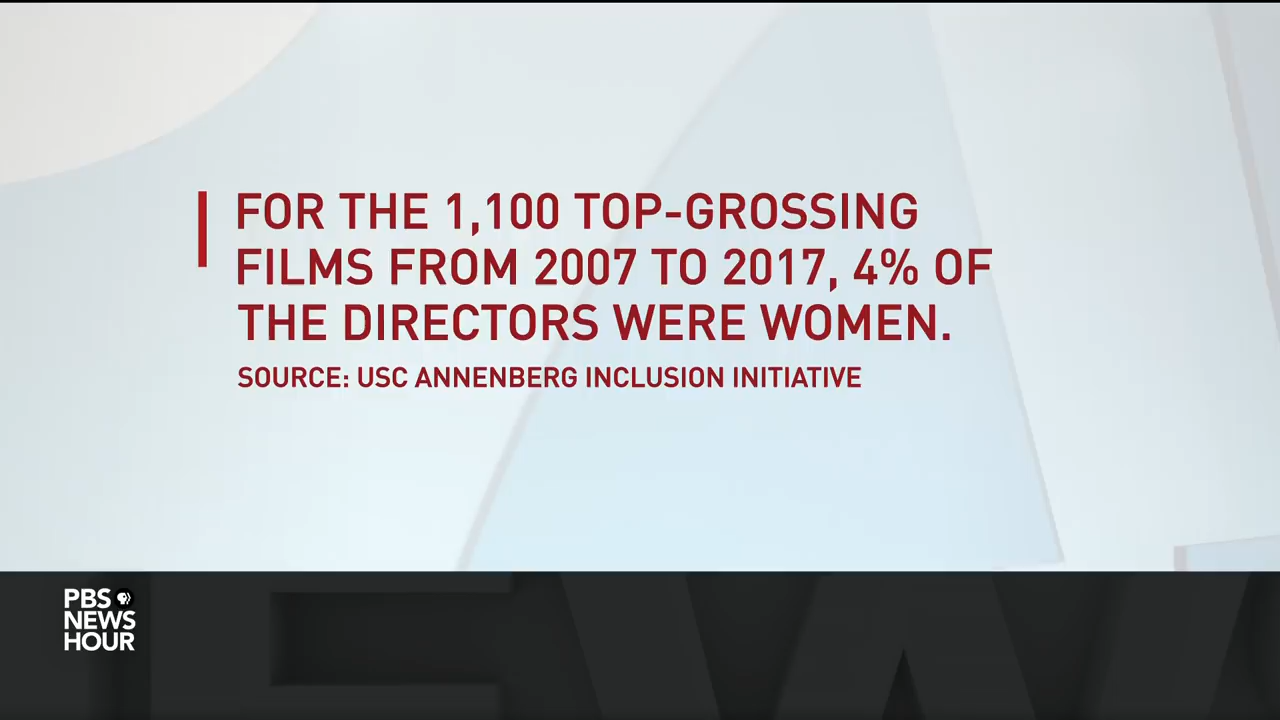 FOR THE 1,100 TOP-GROSSING
FILMS FROM 2007 TO 2017, 4% OF
THE DIRECTORS WERE WOMEN.
SOURCE: USC ANNENBERG INCLUSION INITIATIVE
PBS
NEWS
HOUR